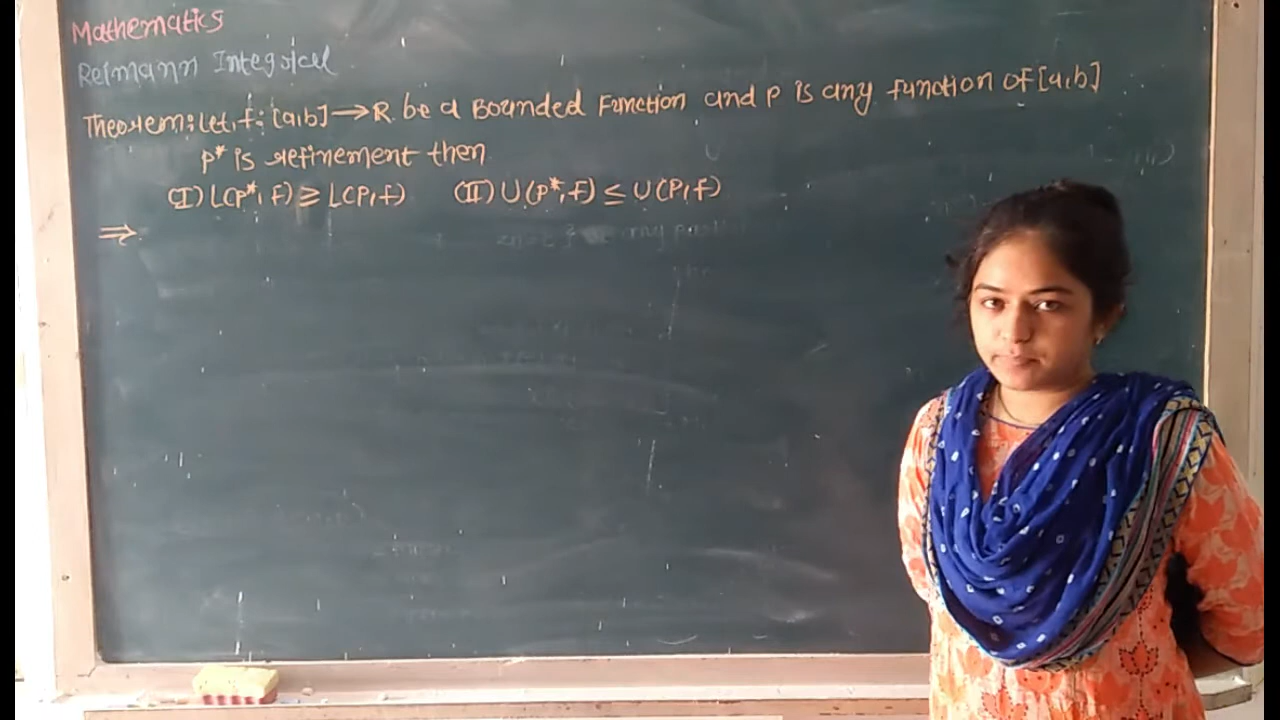 Mathematics
Reimann Integral
Theorem: Let, f: [a,b] → R be a Bounded Function and P is any function of [a,b]
P* is refinement then
(I) L(P*, f) ≥ L(P, f) (II) U(P*, f) ≤ U(P, f)
⇒